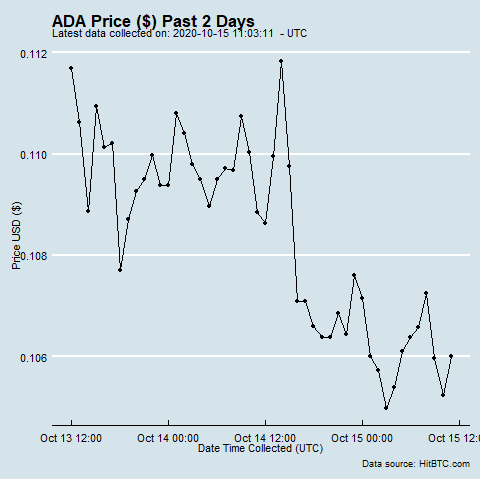 ADA Price ($) Past 2 Days
Latest data collected on: 2020-10-15 11:03:11  - UTC
0.112
0.110
0.108
0.106
Price USD ($)
Oct 13 12:00 Oct 14 00:00 Oct 14 12:00 Oct 15 00:00 Oct 15 12:0
Date Time Collected (UTC)
Data source: HitBTC.com